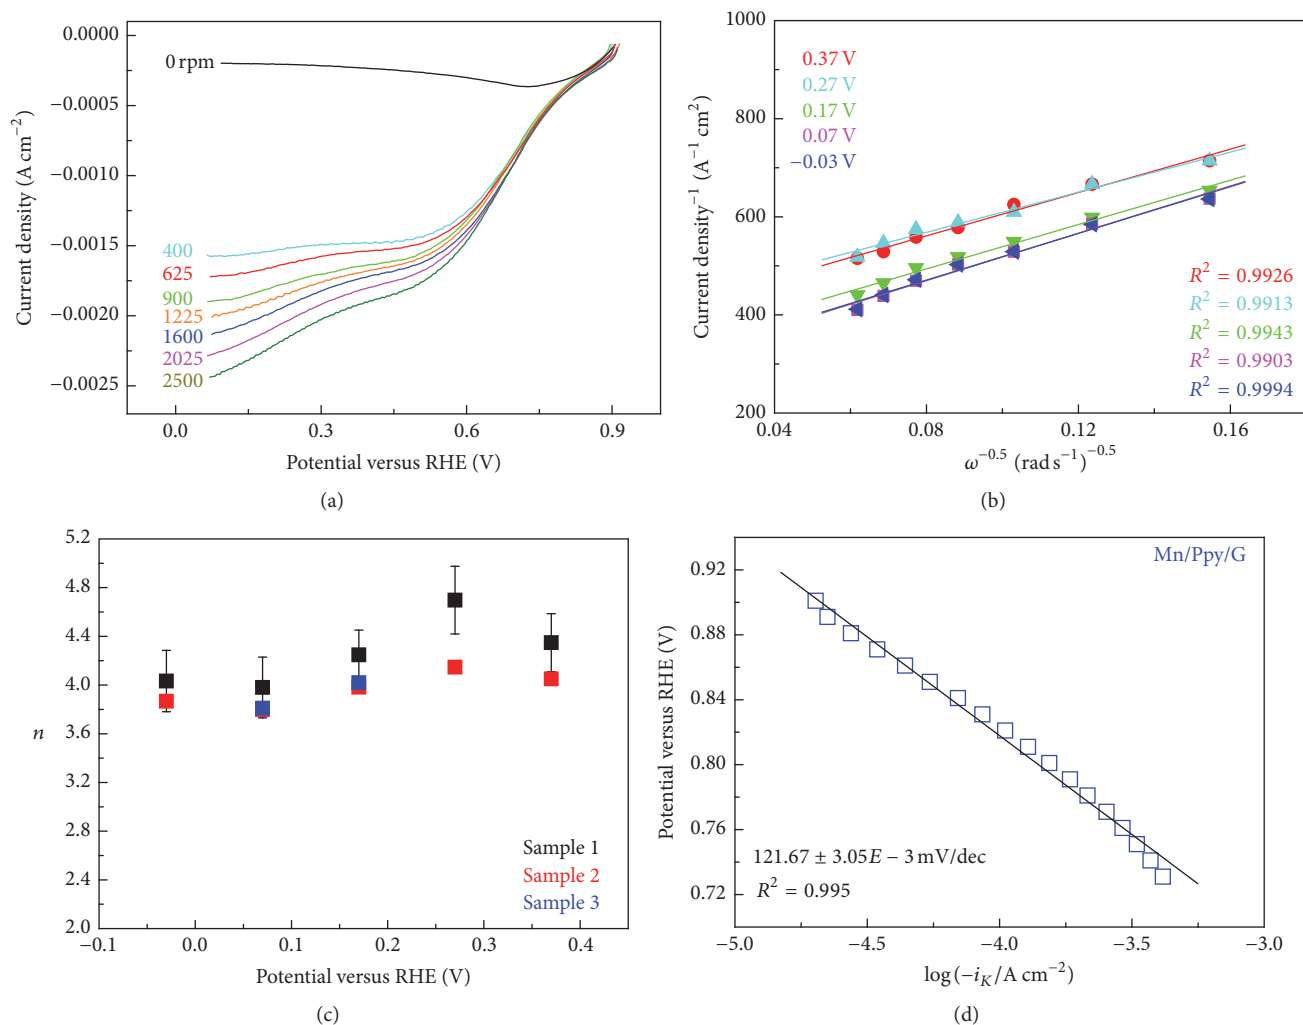 0.0000
−0.0005
−0.0010
−0.0015
−0.0020
−0.0025
Current density (A cm−2)
0 rpm
400
625
900
1225
1600
2025
2500
0.0
0.3
0.6
0.9
Potential versus RHE (V)
(a)
1000
800
600
400
200
Current density−1 (A−1 cm2)
0.37 V
0.27 V
0.17 V
0.07 V
−0.03 V
R2 = 0.9926
R2 = 0.9913
R2 = 0.9943
R2 = 0.9903
R2 = 0.9994
0.04
0.08
0.12
0.16
ω−0.5 (rad s−1)−0.5
(b)
5.2
4.8
4.4
4.0
3.6
3.2
2.8
2.4
2.0
n
Sample 1
Sample 2
Sample 3
−0.1
0.0
0.1
0.2
0.3
0.4
Potential versus RHE (V)
(c)
0.92
0.88
0.84
0.80
0.76
0.72
Potential versus RHE (V)
Mn/Ppy/G
121.67 ± 3.05E − 3 mV/dec
R2 = 0.995
−5.0
−4.5
−4.0
−3.5
−3.0
log(−iK/A cm−2)
(d)